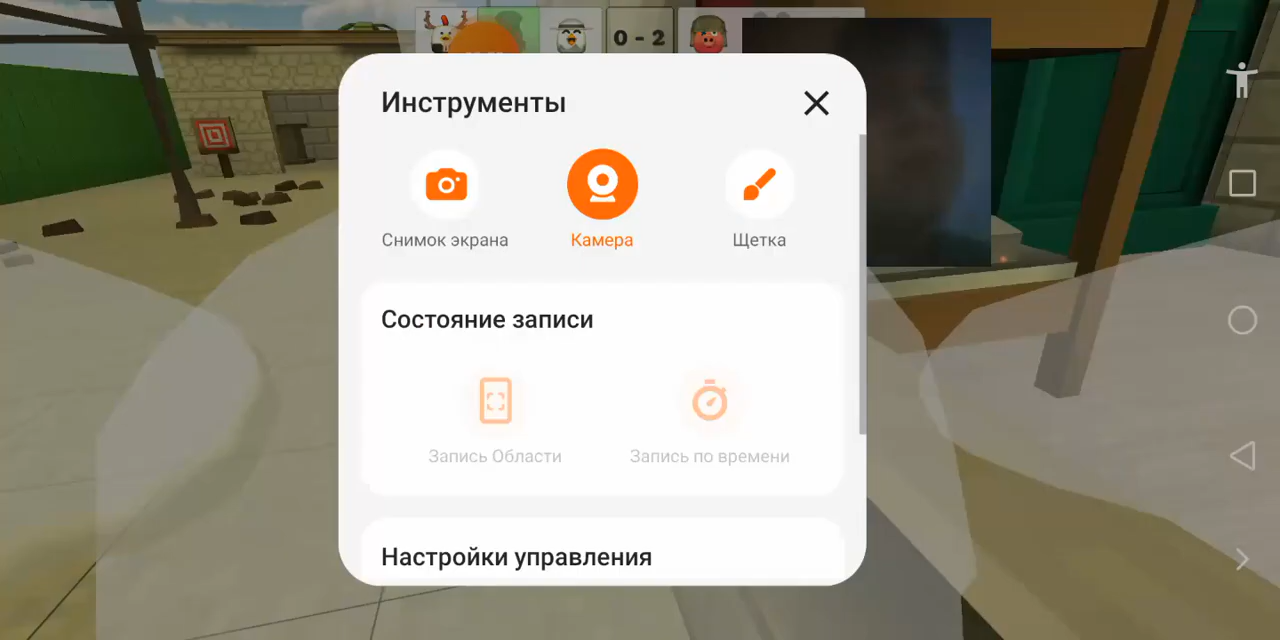 0 - 2
Инструменты
Снимок экрана
Камера
Щетка
Состояние записи
Запись Области
Запись по времени
Настройки управления